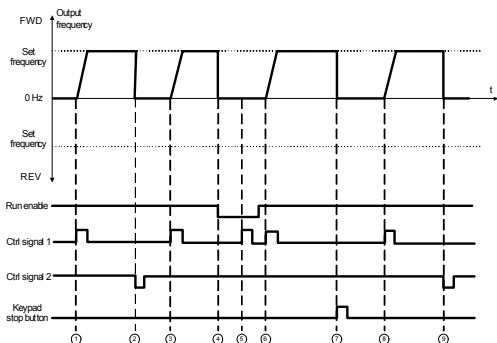 FWD
Output
frequency
Set
frequency
0 Hz
t
Set
frequency
REV
Run enable
Ctrl signal 1
Ctrl signal 2
Keypad
stop button
1 2 3 4 5 6 7 8 9